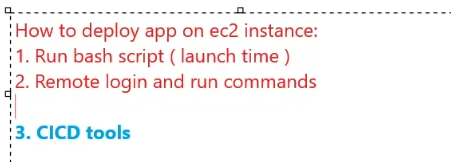 How to deploy app on ec2 instance:
1. Run bash script ( launch time )
2. Remote login and run commands
3. CICD tools